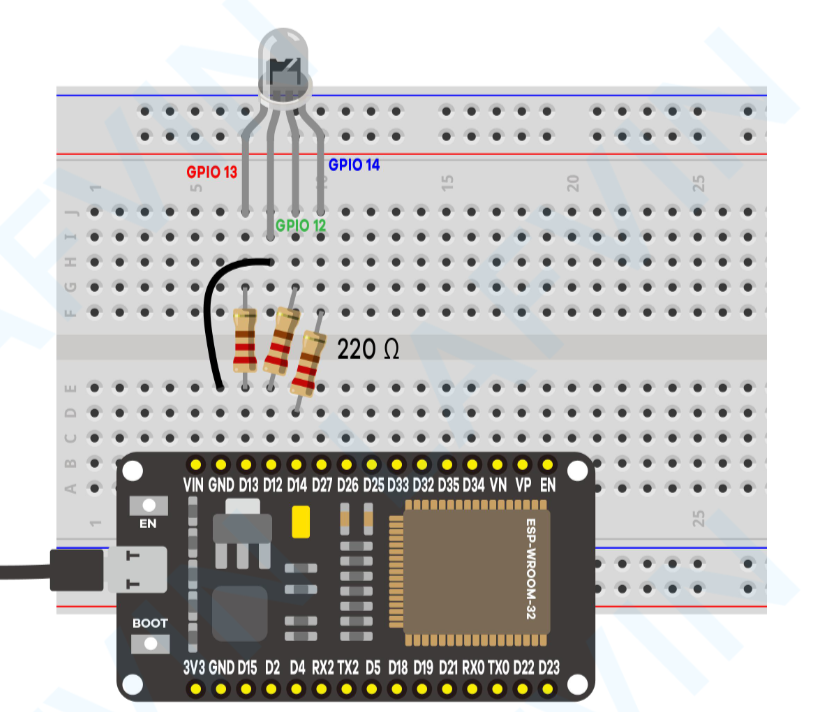 GPIO 13
GPIO 14
GPIO 12
1
5
10
15
20
25
J
I
H
G
F
220 Ω
E
D
C
B
A
VIN GND D13 D12 D14 D27 D26 D25 D33 D32 D35 D34 VN VP EN
EN
1
25
ESP-WROOM-32
BOOT
3V3 GND D15 D2 D4 RX2 TX2 D5 D18 D19 D21 RX0 TX0 D22 D23
LAFVIN